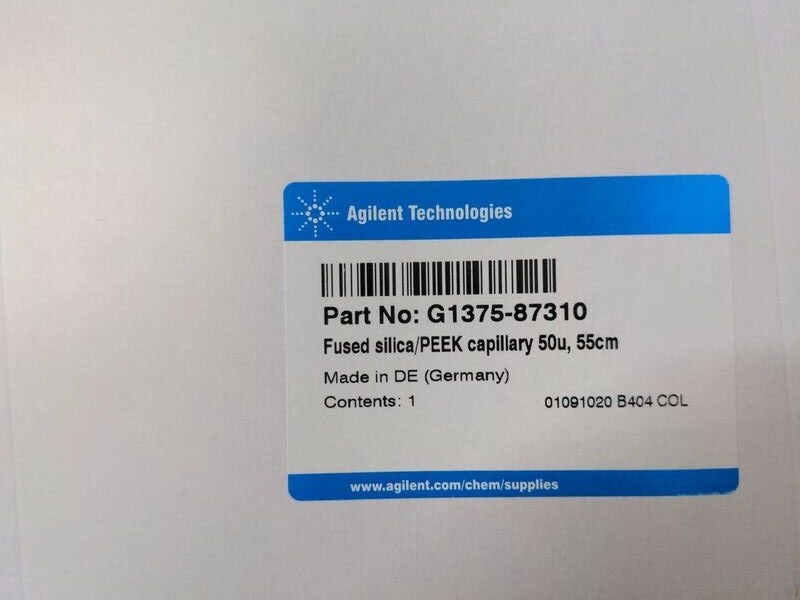 Agilent Technologies
Part No: G1375-87310
Fused silica/PEEK capillary 50u, 55cm
Made in DE (Germany)
Contents: 1 01091020 B404 COL
www.agilent.com/chem/supplies